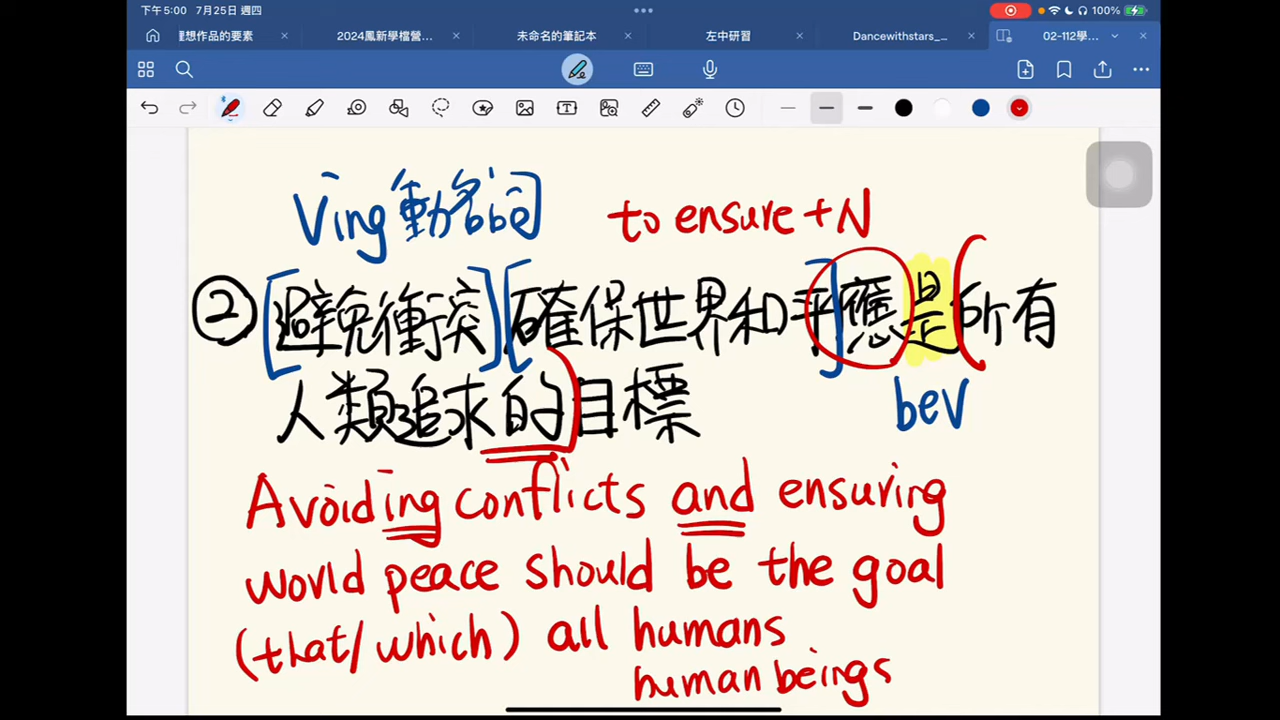 下午5:00 7月25日 週四
100%
理想作品的要素
2024鳳新學檔營...
未命名的筆記本
左中研習
Dancewithstars_...
02-112學...
Ving 動名詞 to ensure + N
② [避免衝突] [確保世界和平] 應是(所有
beV
人類追求的)目標
Avoiding conflicts and ensuring
world peace should be the goal
(that/which) all humans
human beings